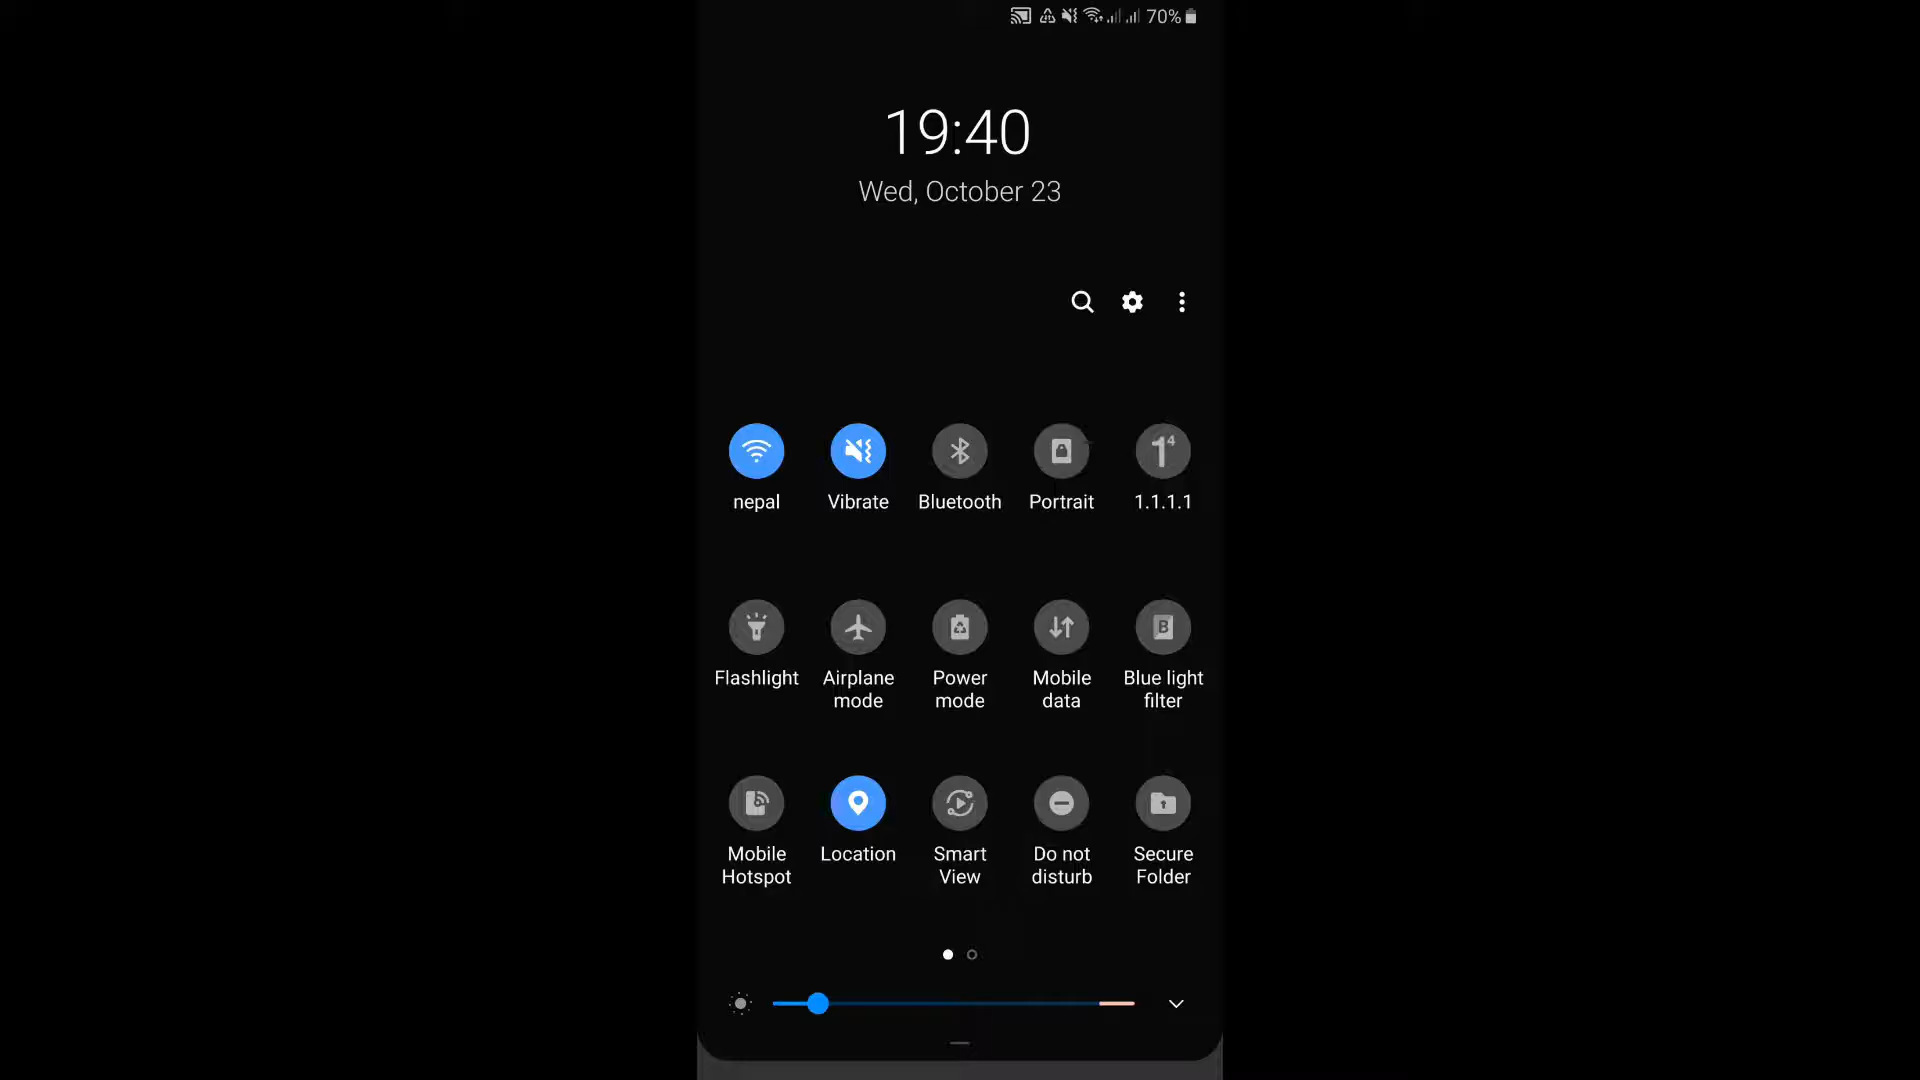 70%
19:40
Wed, October 23
nepal Vibrate Bluetooth Portrait 1.1.1.1
Flashlight Airplane mode Power mode Mobile data Blue light filter
Mobile Hotspot Location Smart View Do not disturb Secure Folder